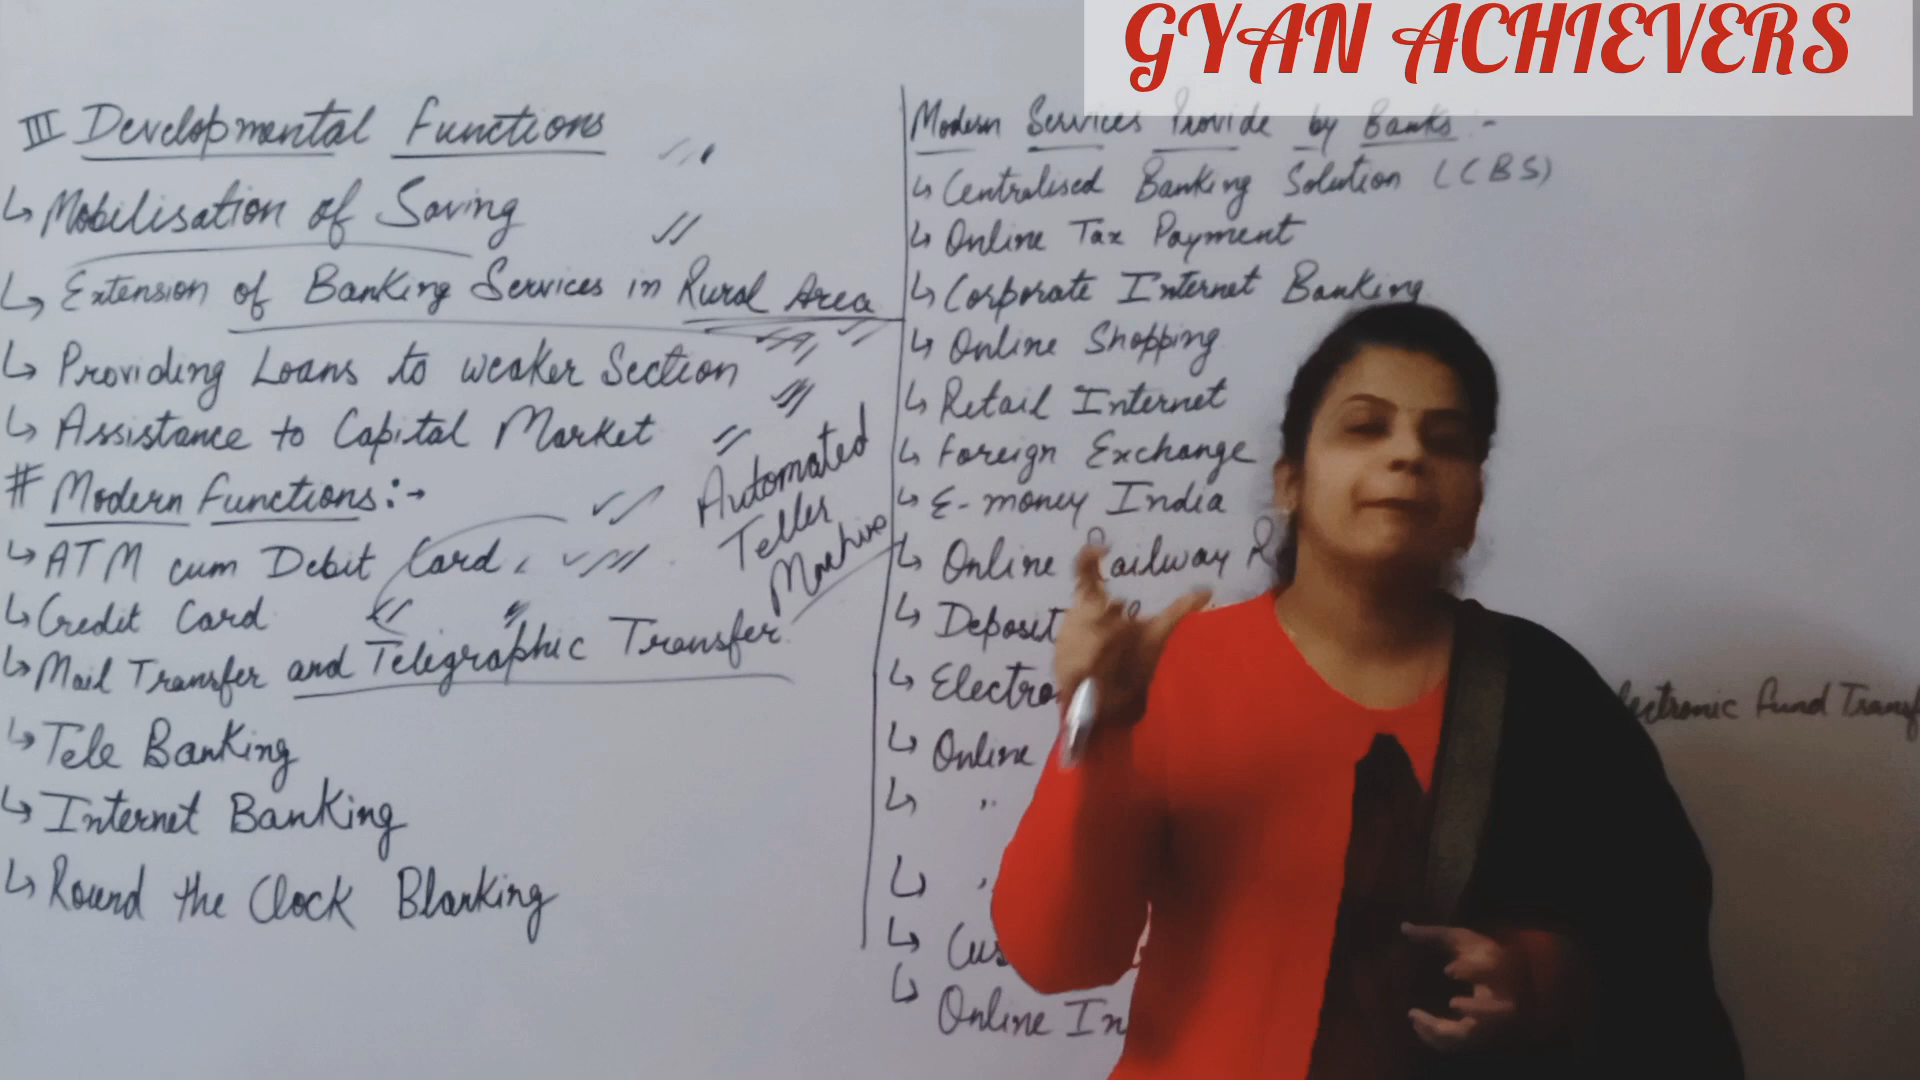 GYAN ACHIEVERS
III Developmental Functions
↳ Mobilisation of Saving
↳ Extension of Banking Services in Rural Area
↳ Providing Loans to weaker Section
↳ Assistance to Capital Market
# Modern Functions:→
↳ ATM cum Debit Card
↳ Credit Card
↳ Mail Transfer and Telegraphic Transfer
↳ Tele Banking
↳ Internet Banking
↳ Round the Clock Blanking
Automated
Teller
Machine
Modern Services Provide by Banks:-
↳ Centralised Banking Solution (CBS)
↳ Online Tax Payment
↳ Corporate Internet Banking
↳ Online Shopping
↳ Retail Internet
↳ Foreign Exchange
↳ E-money India
↳ Online Railway R
↳ Deposit
↳ Electro
↳ Online
↳ "
↳ "
↳ Cus
↳ Online In
lectronic Fund Transf